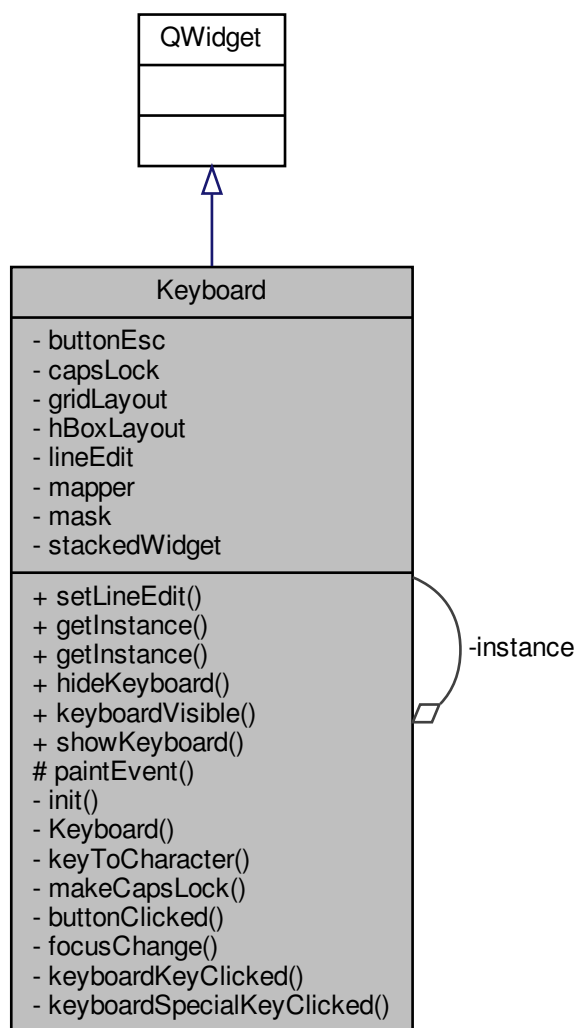 QWidget
Keyboard
- buttonEsc
- capsLock
- gridLayout
- hBoxLayout
- lineEdit
- mapper
- mask
- stackedWidget
+ setLineEdit()
+ getInstance()
+ getInstance()
+ hideKeyboard()
+ keyboardVisible()
+ showKeyboard()
# paintEvent()
- init()
- Keyboard()
- keyToCharacter()
- makeCapsLock()
- buttonClicked()
- focusChange()
- keyboardKeyClicked()
- keyboardSpecialKeyClicked()
-instance